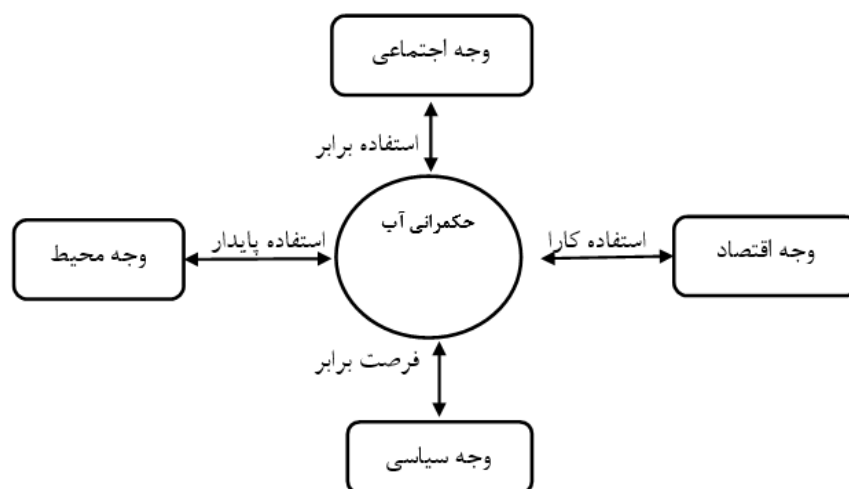 وجه اجتماعی
استفاده برابر
حکمرانی آب
وجه اقتصاد
استفاده کارا
استفاده پایدار
وجه محیط
فرصت برابر
وجه سیاسی